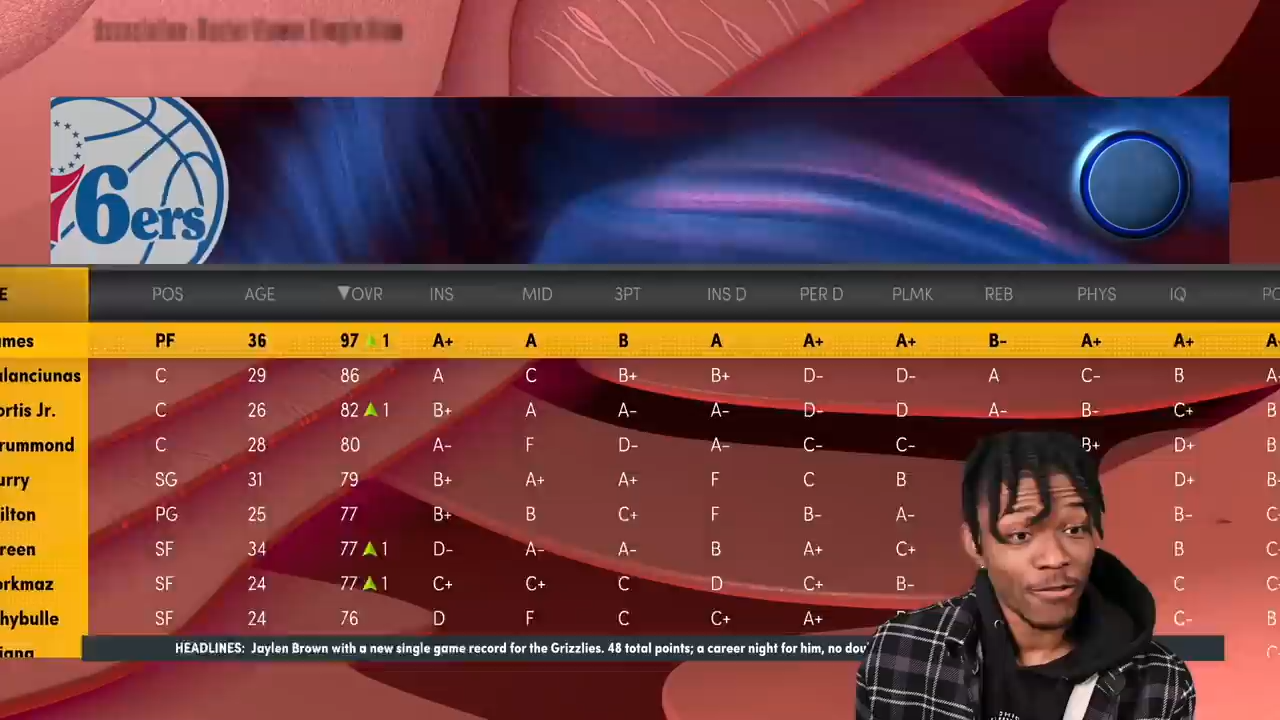 76ers
E POS AGE ▼OVR INS MID 3PT INS D PER D PLMK REB PHYS IQ
ames PF 36 97 ▲1 A+ A B A A+ A+ B- A+ A+ A-
alanciunas C 29 86 A C B+ B+ D- D- A C- B A-
ortis Jr. C 26 82 ▲1 B+ A A- A- D- D A- B- C+ B
rummond C 28 80 A- F D- A- C- C- B+ D+ B
urry SG 31 79 B+ A+ A+ F C B D+ B-
ilton PG 25 77 B+ B C+ F B- A- B- C-
reen SF 34 77 ▲1 D- A- A- B A+ C+ B C
orkmaz SF 24 77 ▲1 C+ C+ C D C+ B- C C-
hybulle SF 24 76 D F C C+ A+ C- B
HEADLINES: Jaylen Brown with a new single game record for the Grizzlies. 48 total points; a career night for him, no dou